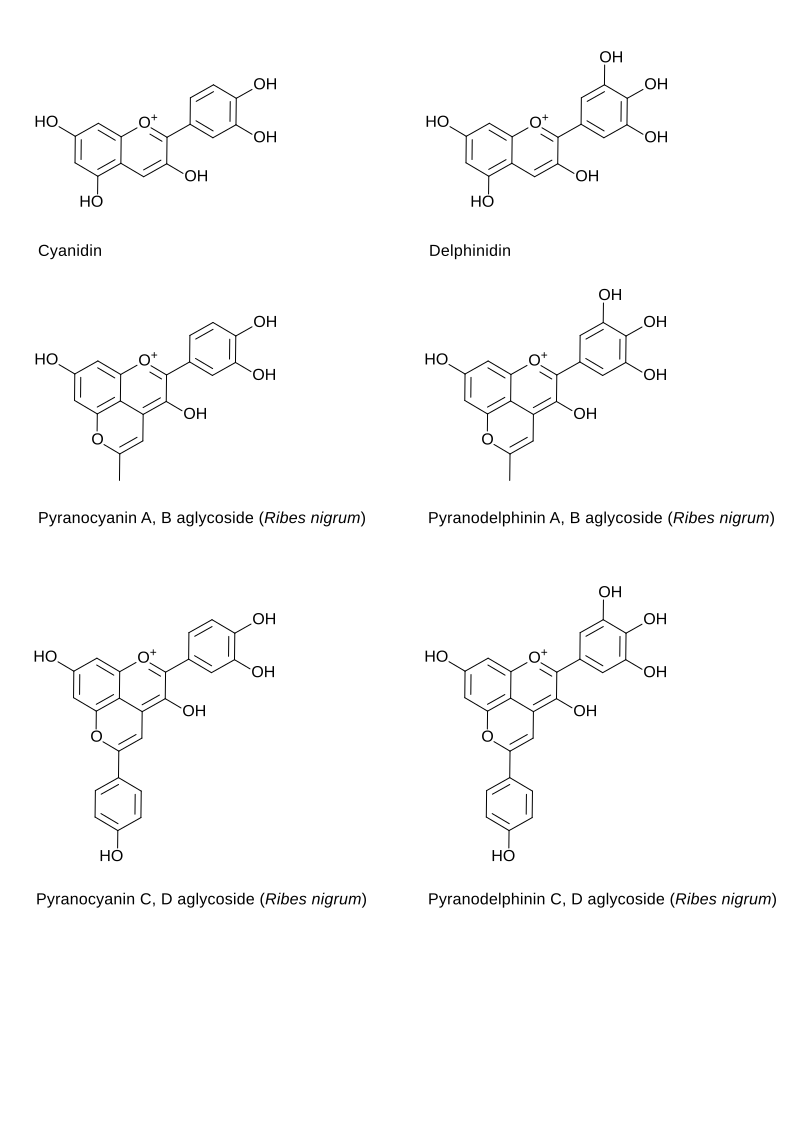 OH
OH
OH
HO
O+
OH
HO
O+
OH
OH
OH
OH
HO
HO
Cyanidin
Delphinidin
OH
OH
OH
HO
O+
HO
O+
OH
OH
OH
OH
O
O
Pyranocyanin A, B aglycoside (Ribes nigrum)
Pyranodelphinin A, B aglycoside (Ribes nigrum)
OH
OH
OH
HO
O+
HO
O+
OH
OH
OH
OH
O
O
HO
HO
Pyranocyanin C, D aglycoside (Ribes nigrum)
Pyranodelphinin C, D aglycoside (Ribes nigrum)